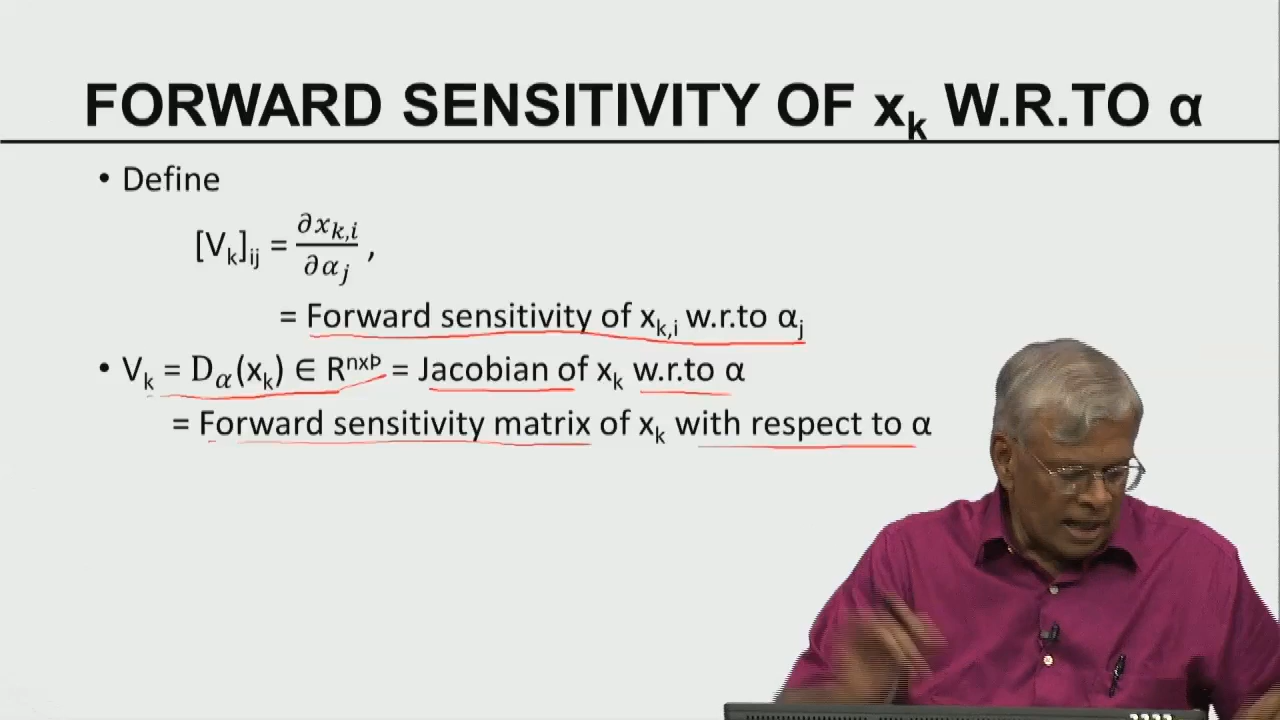 FORWARD SENSITIVITY OF xₖ W.R.TO α
• Define
[Vₖ]ᵢⱼ = ∂xₖ,ᵢ / ∂αⱼ ,
= Forward sensitivity of xₖ,ᵢ w.r.to αⱼ
• Vₖ = D_α(xₖ) ∈ Rⁿˣᵖ = Jacobian of xₖ w.r.to α
= Forward sensitivity matrix of xₖ with respect to α